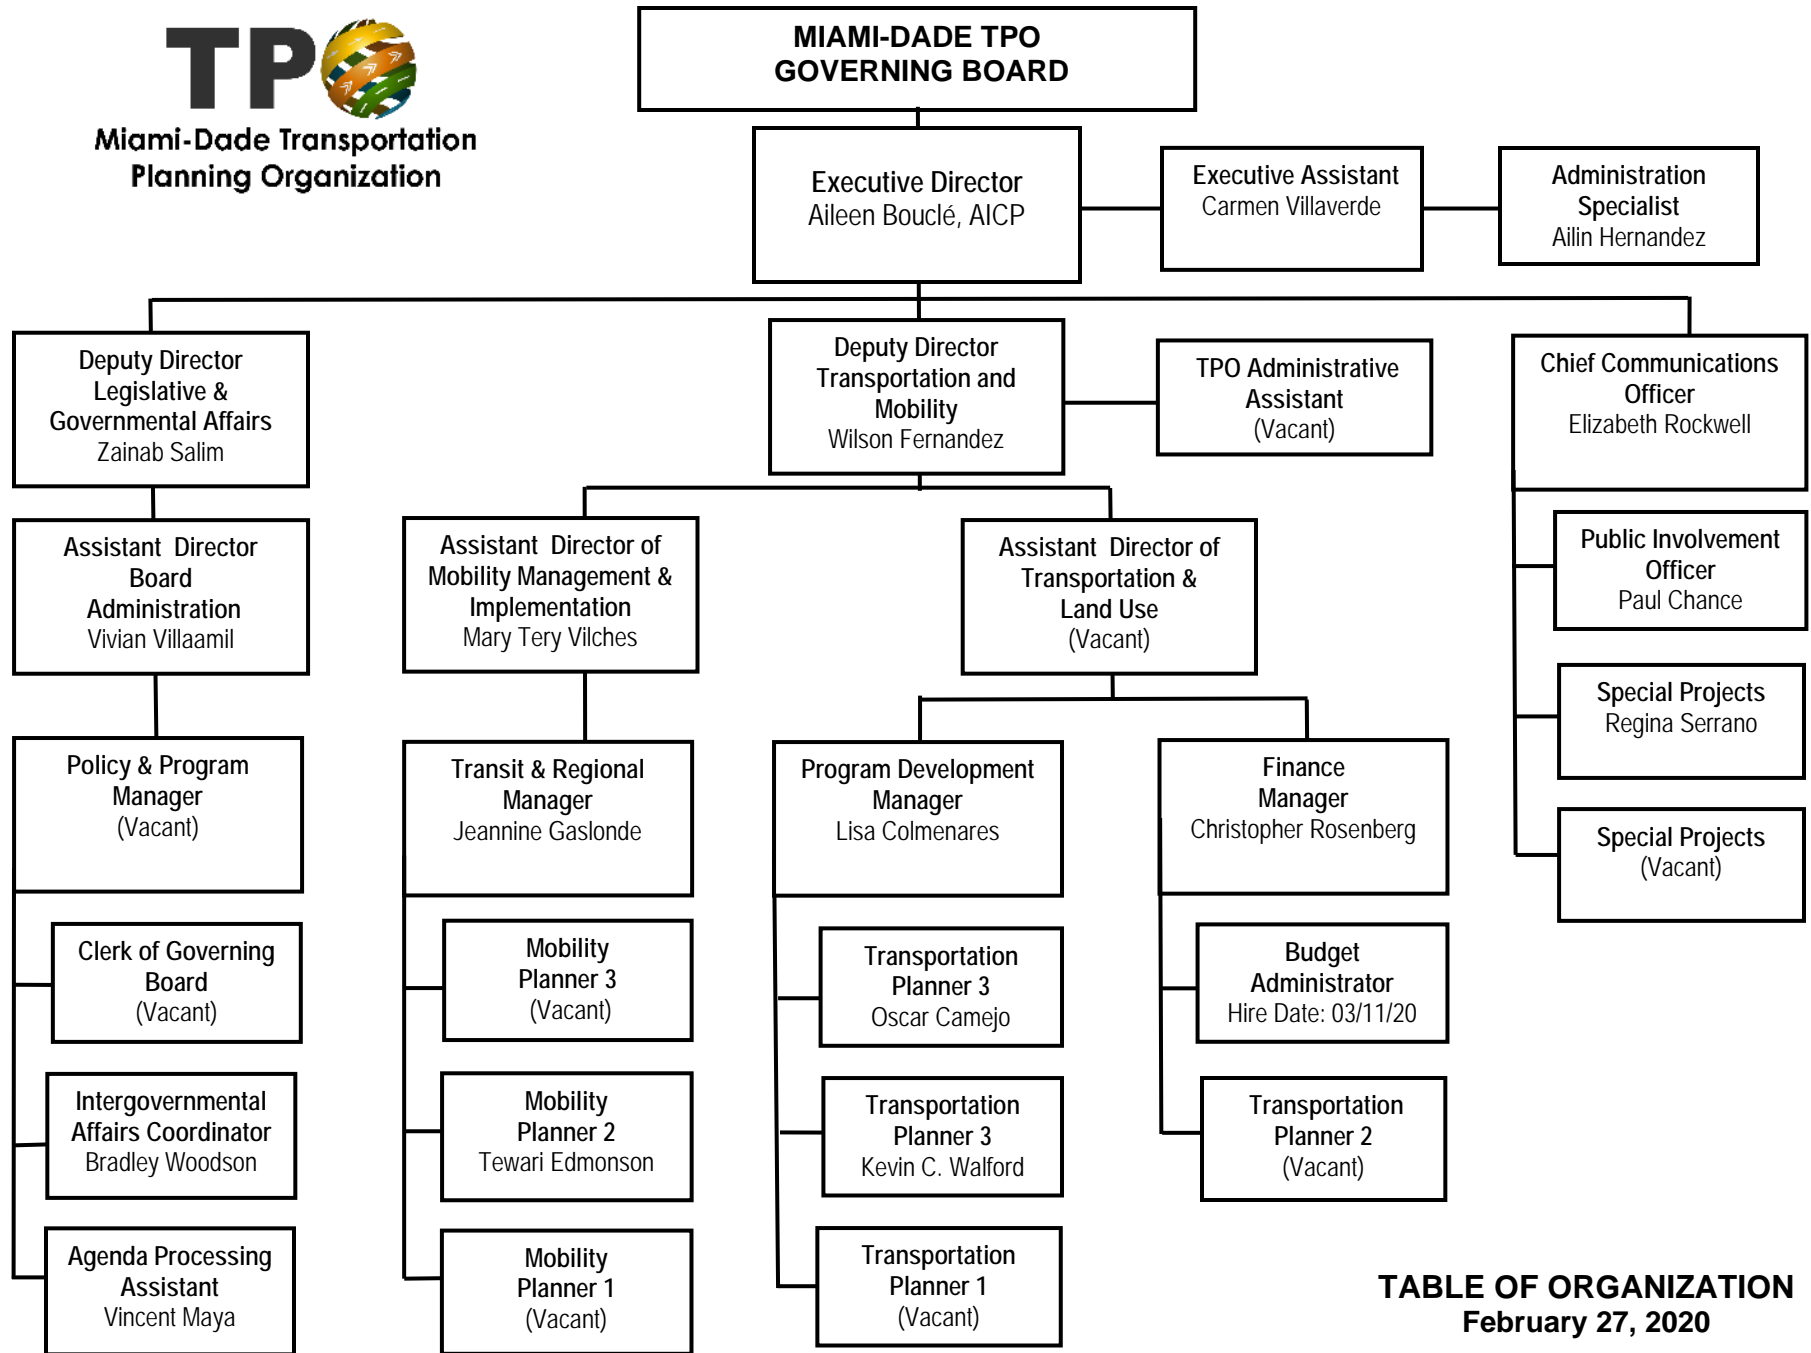 TPO
Miami-Dade Transportation
Planning Organization
MIAMI-DADE TPO
GOVERNING BOARD
Executive Director
Aileen Bouclé, AICP
Executive Assistant
Carmen Villaverde
Administration
Specialist
Ailin Hernandez
Deputy Director
Legislative &
Governmental Affairs
Zainab Salim
Deputy Director
Transportation and
Mobility
Wilson Fernandez
TPO Administrative
Assistant
(Vacant)
Chief Communications
Officer
Elizabeth Rockwell
Assistant Director
Board
Administration
Vivian Villaamil
Assistant Director of
Mobility Management &
Implementation
Mary Tery Vilches
Assistant Director of
Transportation &
Land Use
(Vacant)
Public Involvement
Officer
Paul Chance
Special Projects
Regina Serrano
Special Projects
(Vacant)
Policy & Program
Manager
(Vacant)
Transit & Regional
Manager
Jeannine Gaslonde
Program Development
Manager
Lisa Colmenares
Finance
Manager
Christopher Rosenberg
Clerk of Governing
Board
(Vacant)
Mobility
Planner 3
(Vacant)
Transportation
Planner 3
Oscar Camejo
Budget
Administrator
Hire Date: 03/11/20
Intergovernmental
Affairs Coordinator
Bradley Woodson
Mobility
Planner 2
Tewari Edmonson
Transportation
Planner 3
Kevin C. Walford
Transportation
Planner 2
(Vacant)
Agenda Processing
Assistant
Vincent Maya
Mobility
Planner 1
(Vacant)
Transportation
Planner 1
(Vacant)
TABLE OF ORGANIZATION
February 27, 2020